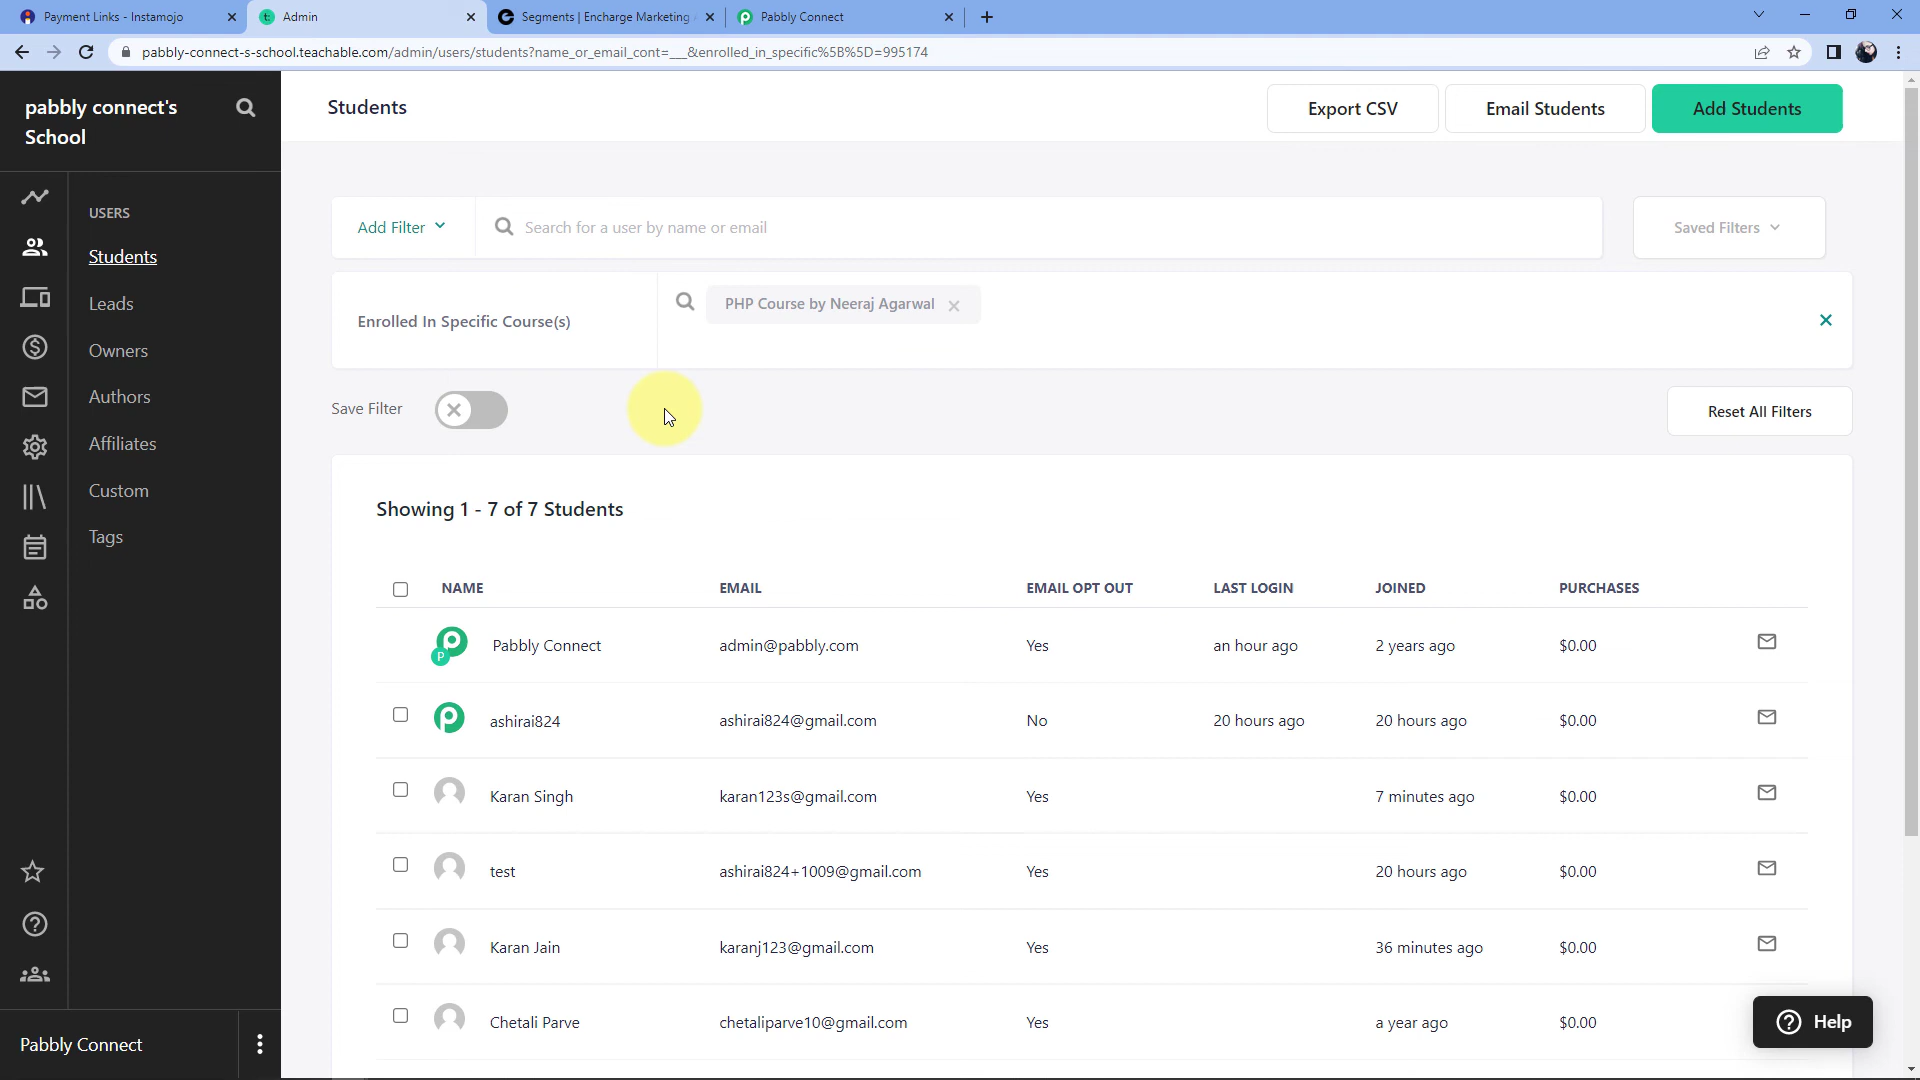 Payment Links - Instamojo
Admin
Segments | Encharge Marketing
Pabbly Connect
pabbly-connect-s-school.teachable.com/admin/users/students?name_or_email_cont=__&enrolled_in_specific%5B%5D=995174
pabbly connect's
School
Students
Export CSV
Email Students
Add Students
USERS
Students
Leads
Owners
Authors
Affiliates
Custom
Tags
Pabbly Connect
Add Filter
Search for a user by name or email
Saved Filters
Enrolled In Specific Course(s)
PHP Course by Neeraj Agarwal
Save Filter
Reset All Filters
Showing 1 - 7 of 7 Students
NAME EMAIL EMAIL OPT OUT LAST LOGIN JOINED PURCHASES
P Pabbly Connect admin@pabbly.com Yes an hour ago 2 years ago $0.00
ashirai824 ashirai824@gmail.com No 20 hours ago 20 hours ago $0.00
Karan Singh karan123s@gmail.com Yes 7 minutes ago $0.00
test ashirai824+1009@gmail.com Yes 20 hours ago $0.00
Karan Jain karanj123@gmail.com Yes 36 minutes ago $0.00
Chetali Parve chetaliparve10@gmail.com Yes a year ago $0.00
Help